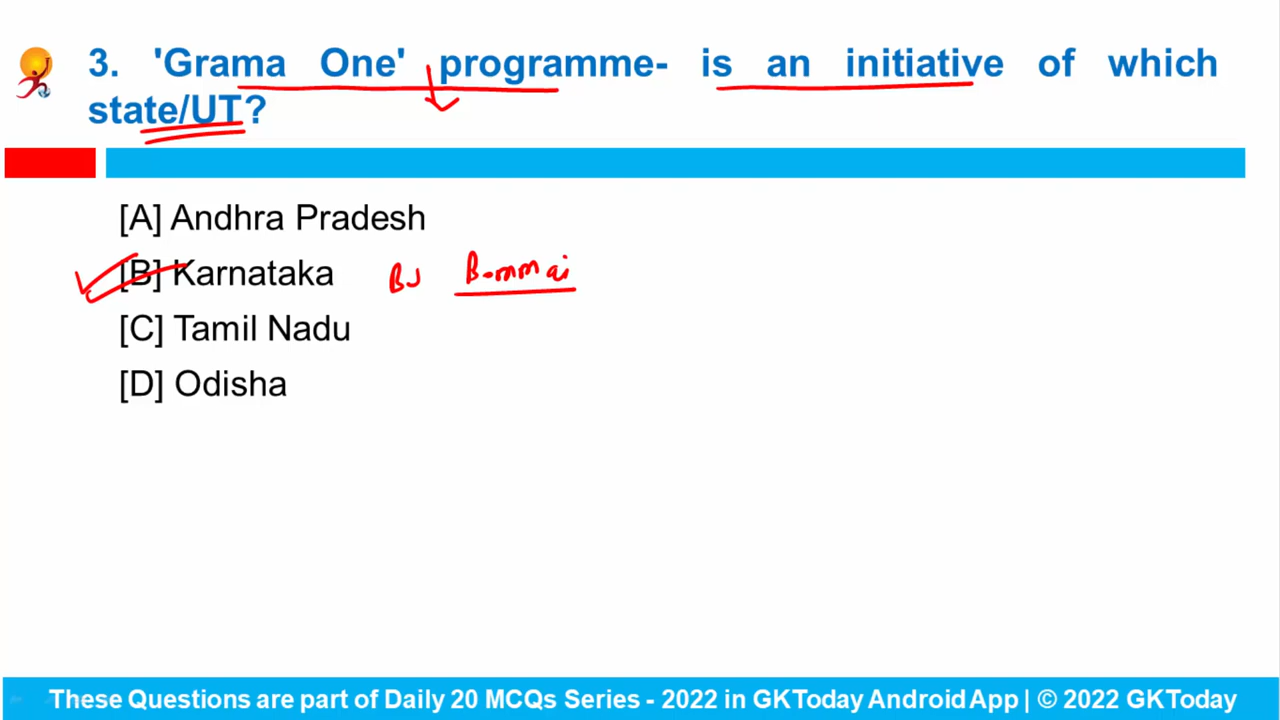 3. 'Grama One' programme- is an initiative of which
state/UT?
[A] Andhra Pradesh
[B] Karnataka BJ Bommai
[C] Tamil Nadu
[D] Odisha
These Questions are part of Daily 20 MCQs Series - 2022 in GKToday Android App | © 2022 GKToday